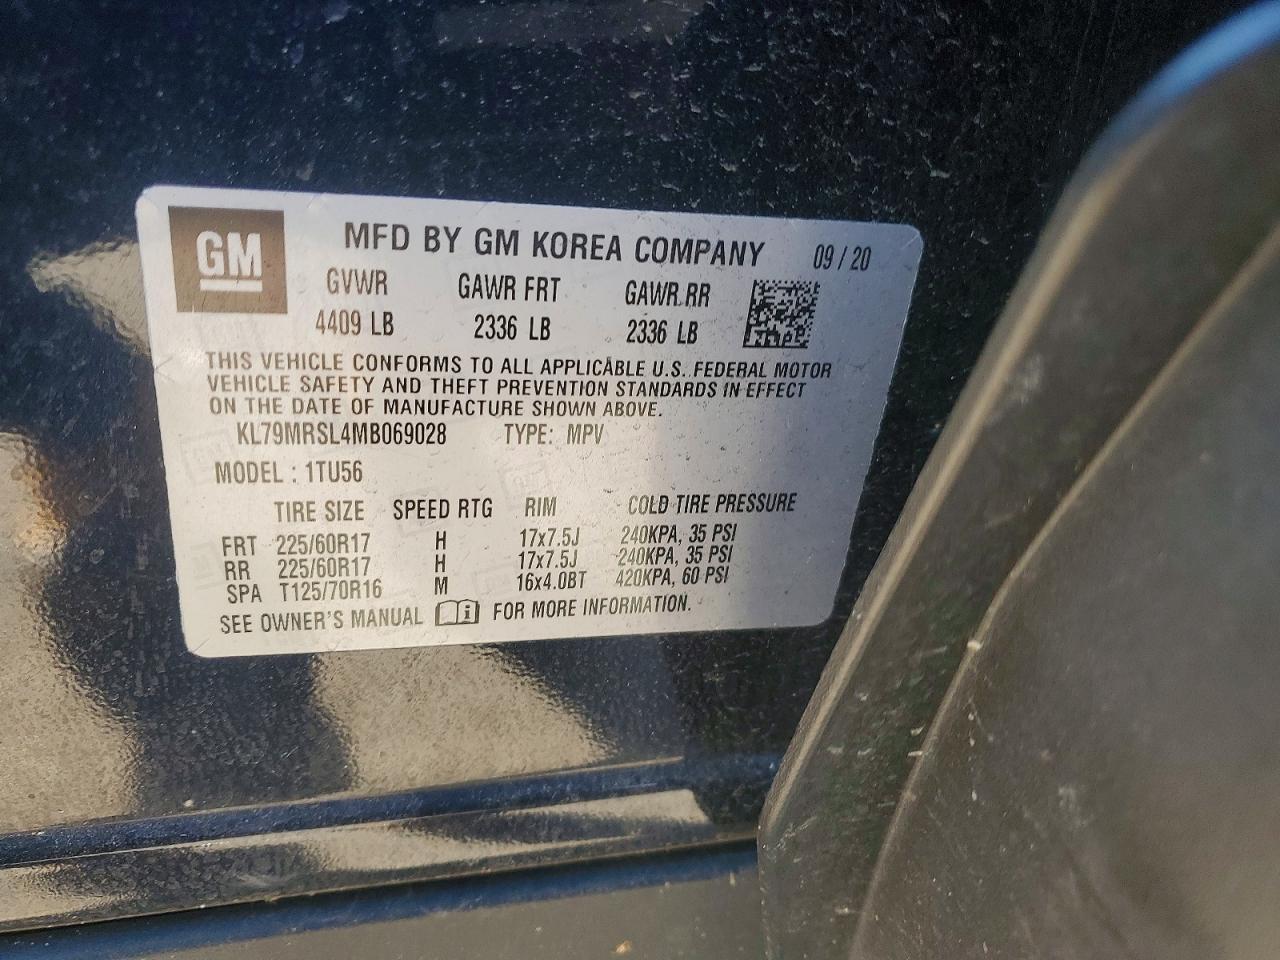 GM
MFD BY GM KOREA COMPANY 09 / 20
GVWR GAWR FRT GAWR RR
4409 LB 2336 LB 2336 LB
THIS VEHICLE CONFORMS TO ALL APPLICABLE U.S. FEDERAL MOTOR
VEHICLE SAFETY AND THEFT PREVENTION STANDARDS IN EFFECT
ON THE DATE OF MANUFACTURE SHOWN ABOVE.
KL79MRSL4MB069028 TYPE: MPV
MODEL : 1TU56
TIRE SIZE SPEED RTG RIM COLD TIRE PRESSURE
FRT 225/60R17 H 17x7.5J 240KPA, 35 PSI
RR 225/60R17 H 17x7.5J 240KPA, 35 PSI
SPA T125/70R16 M 16x4.0BT 420KPA, 60 PSI
SEE OWNER'S MANUAL FOR MORE INFORMATION.